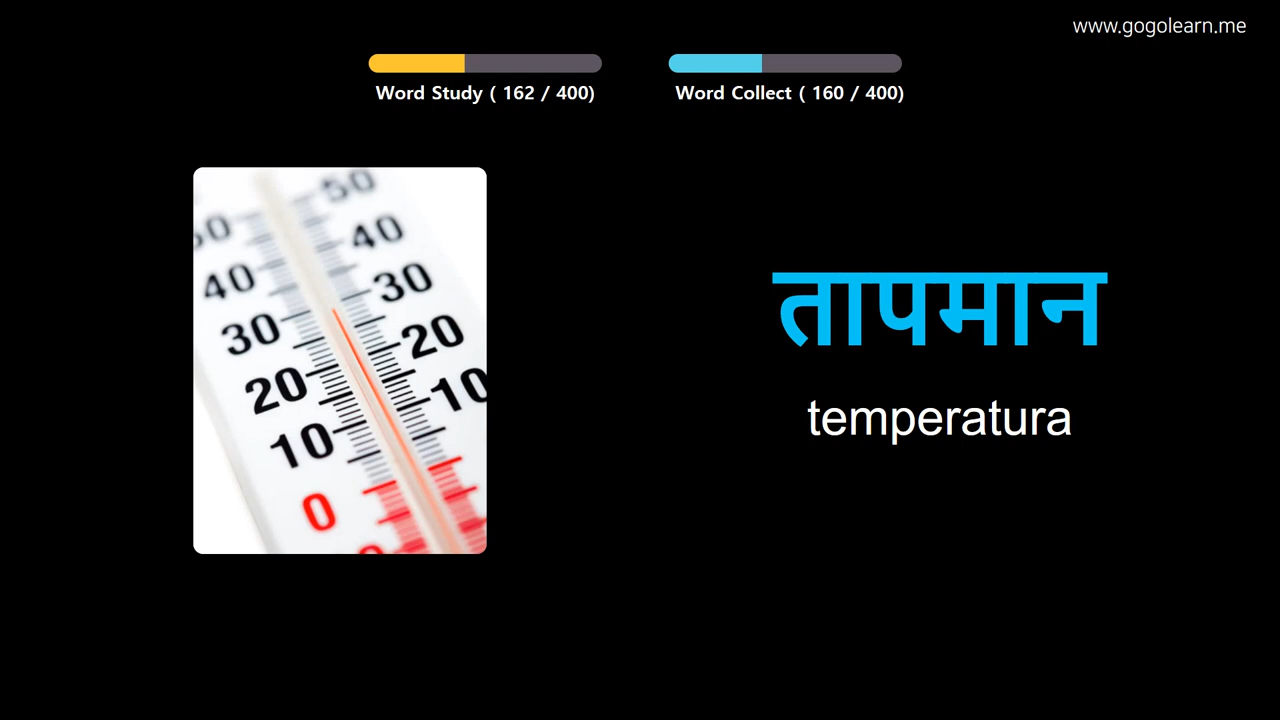 www.gogolearn.me
Word Study ( 162 / 400)
Word Collect ( 160 / 400)
50
40
30
20
10
40
30
20
10
0
तापमान
temperatura